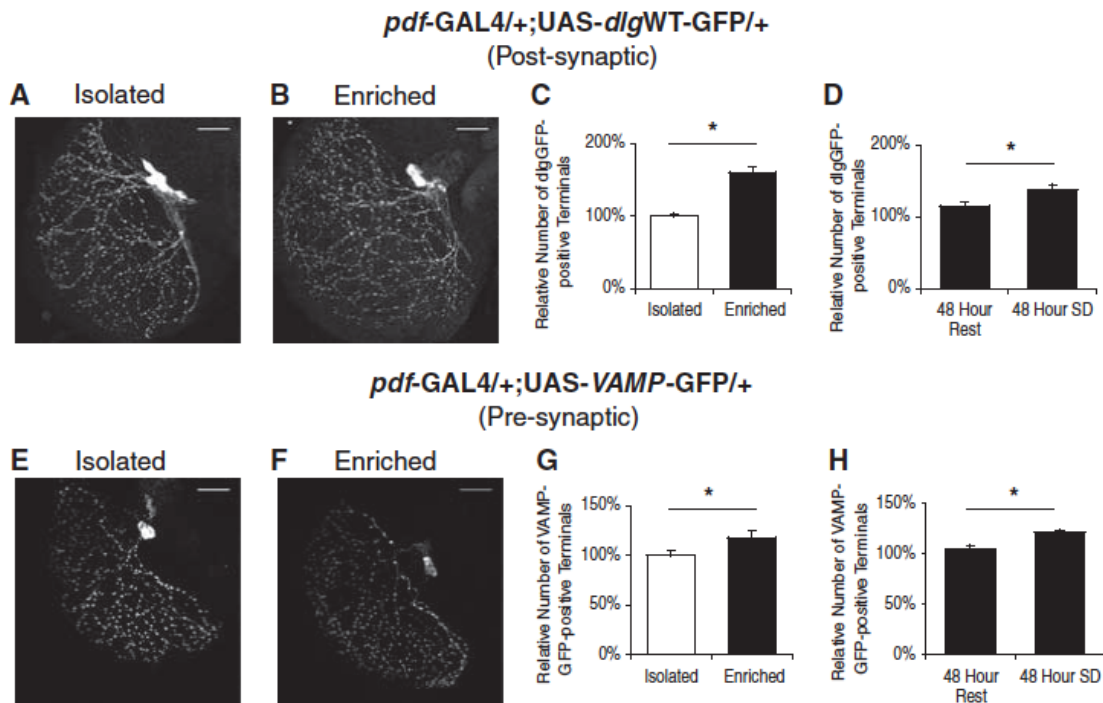 pdf-GAL4/+;UAS-dlgWT-GFP/+
(Post-synaptic)
A Isolated
B Enriched
C
D
Relative Number of dlgGFP-
positive Terminals
200%
100%
0%
Isolated Enriched
*
Relative Number of dlgGFP-
positive Terminals
200%
100%
0%
48 Hour
Rest
48 Hour SD
*
pdf-GAL4/+;UAS-VAMP-GFP/+
(Pre-synaptic)
E Isolated
F Enriched
G
H
Relative Number of VAMP-
GFP-positive Terminals
150%
100%
50%
0%
Isolated Enriched
*
Relative Number of VAMP-
GFP-positive Terminals
150%
100%
50%
0%
48 Hour
Rest
48 Hour SD
*